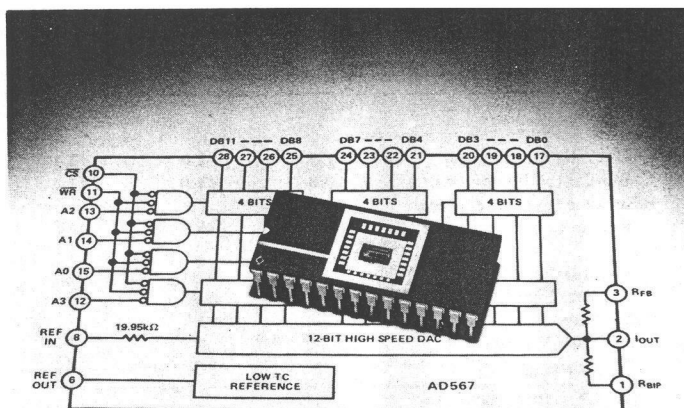 DB11 ---- DB8 DB7 ---- DB4 DB3 ---- DB0
28 27 26 25 24 23 22 21 20 19 18 17
CS 10
WR 11
A2 13
4 BITS 4 BITS 4 BITS
A1 14
A0 15
A3 12
RFB 3
REF IN 8 19.95kΩ
12-BIT HIGH SPEED DAC
2 IOUT
REF OUT 6
LOW TC REFERENCE
AD567
1 RBIP